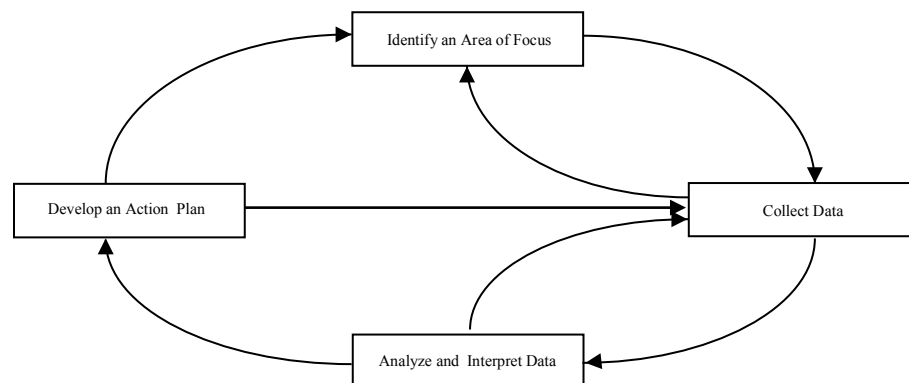 Identify an Area of Focus
Develop an Action Plan
Collect Data
Analyze and Interpret Data